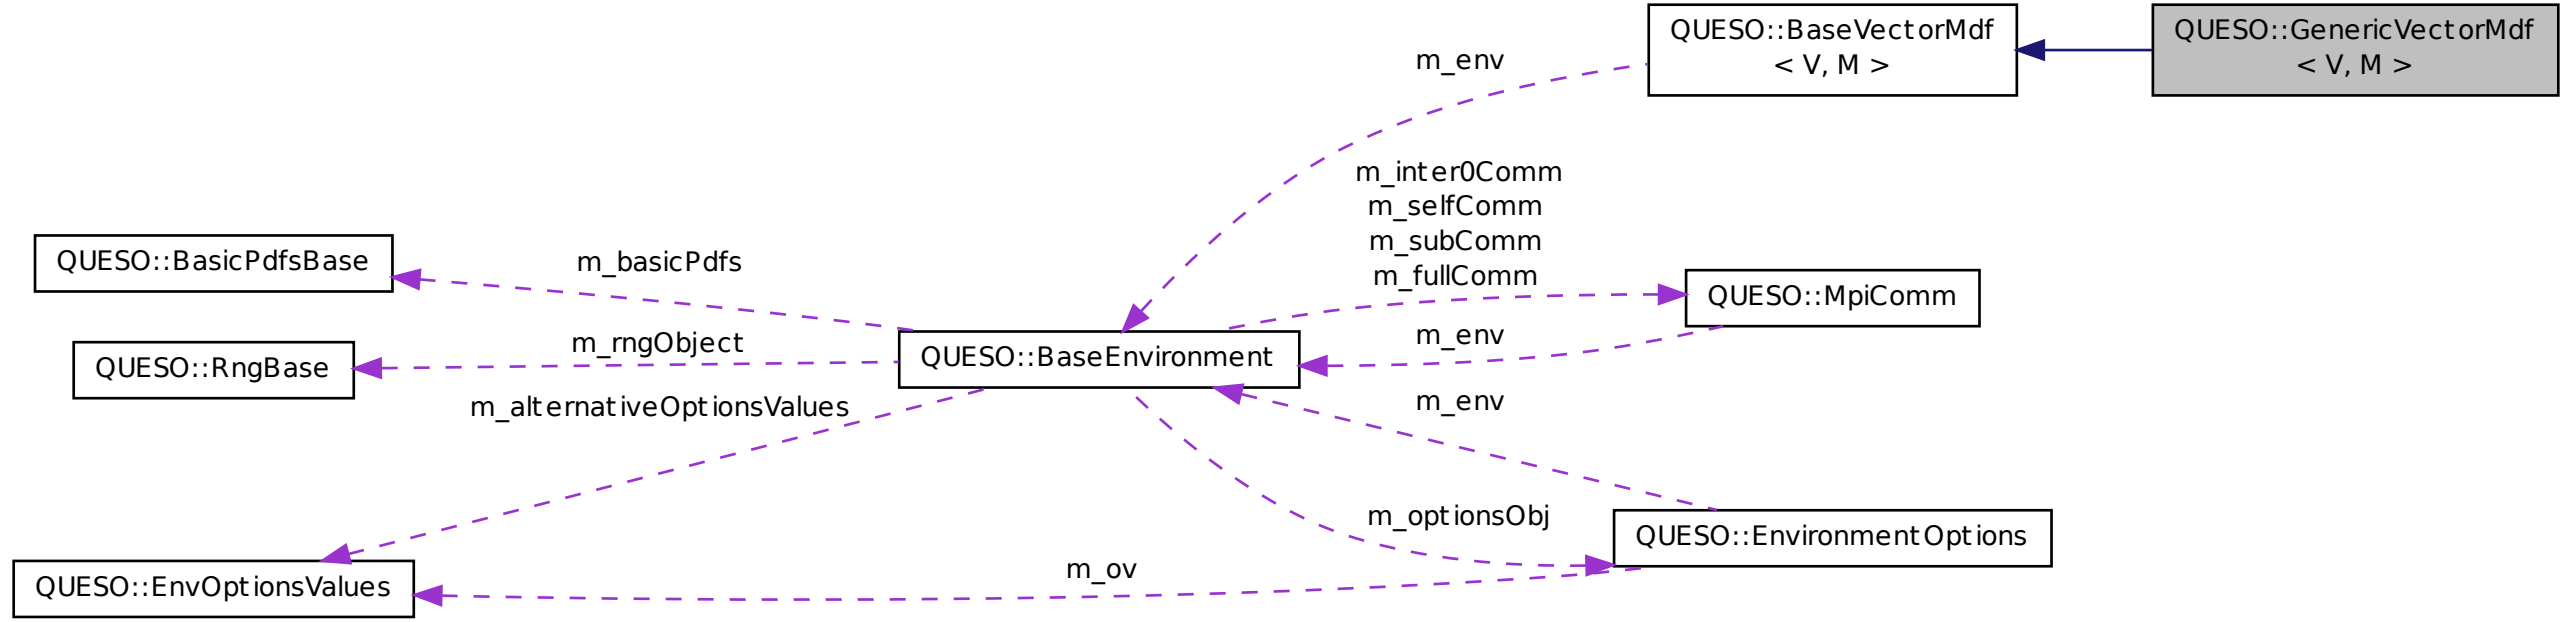 QUESO::BaseVectorMdf
< V, M >
QUESO::GenericVectorMdf
< V, M >
m_env
m_inter0Comm
m_selfComm
m_subComm
m_fullComm
QUESO::BasicPdfsBase
m_basicPdfs
QUESO::MpiComm
m_env
m_rngObject
QUESO::BaseEnvironment
QUESO::RngBase
m_alternativeOptionsValues
m_env
m_optionsObj
QUESO::EnvironmentOptions
m_ov
QUESO::EnvOptionsValues